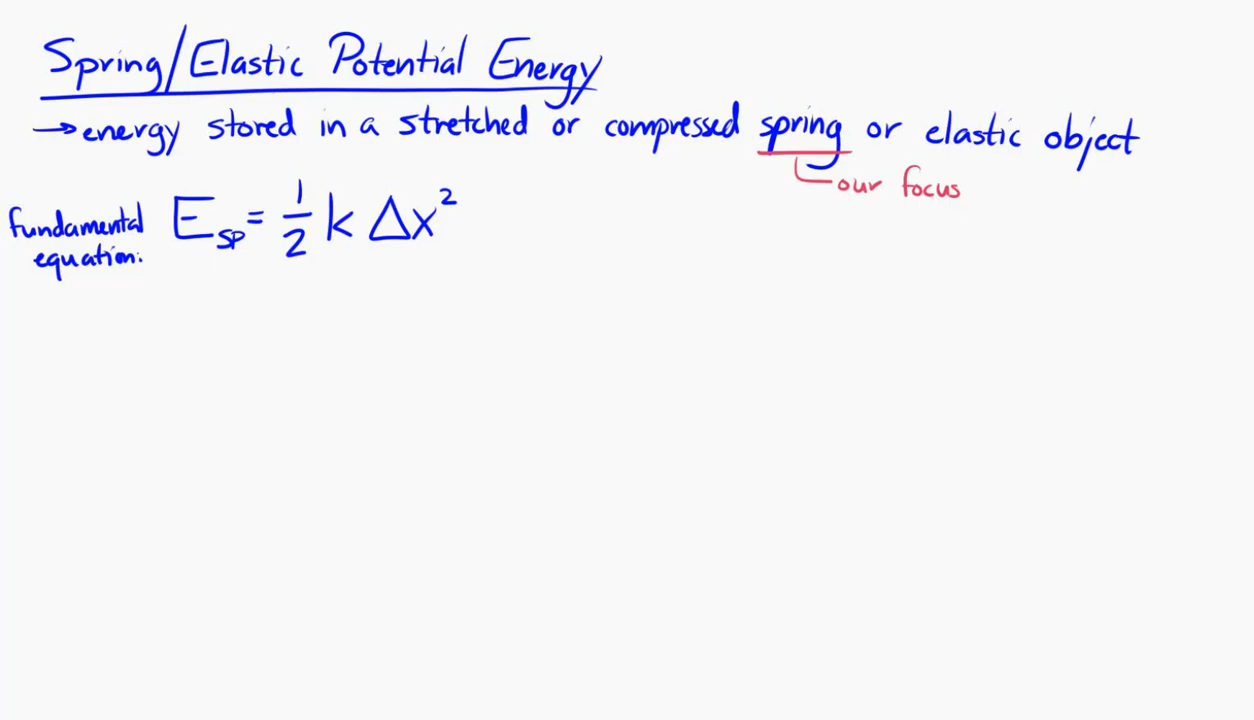 Spring/Elastic Potential Energy
→ energy stored in a stretched or compressed spring or elastic object
our focus
fundamental equation: E_sp = 1/2 k Δx²